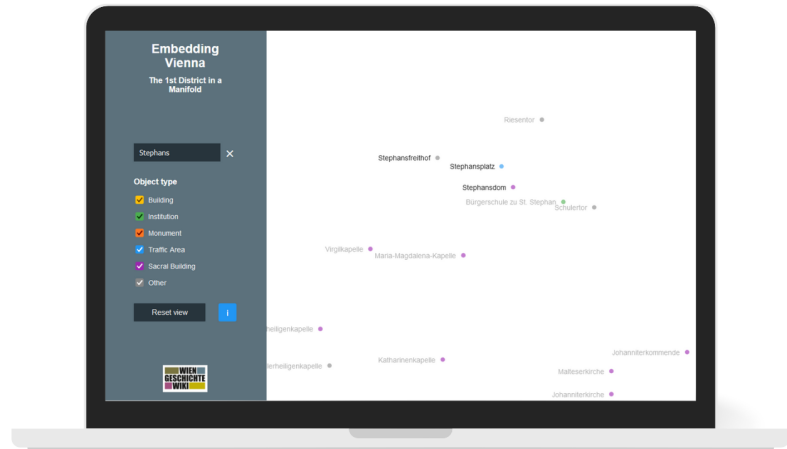 Embedding
Vienna
The 1st District in a
Manifold
Stephans
Object type
Building
Institution
Monument
Traffic Area
Sacral Building
Other
Reset view
i
WIEN
GESCHICHTE
WIKI
Riesentor
Stephansfreithof
Stephansplatz
Stephansdom
Bürgerschule zu St. Stephan
Schulertor
Virgilkapelle
Maria-Magdalena-Kapelle
heiligenkapelle
lerheiligenkapelle
Katharinenkapelle
Johanniterkommende
Malteserkirche
Johanniterkirche